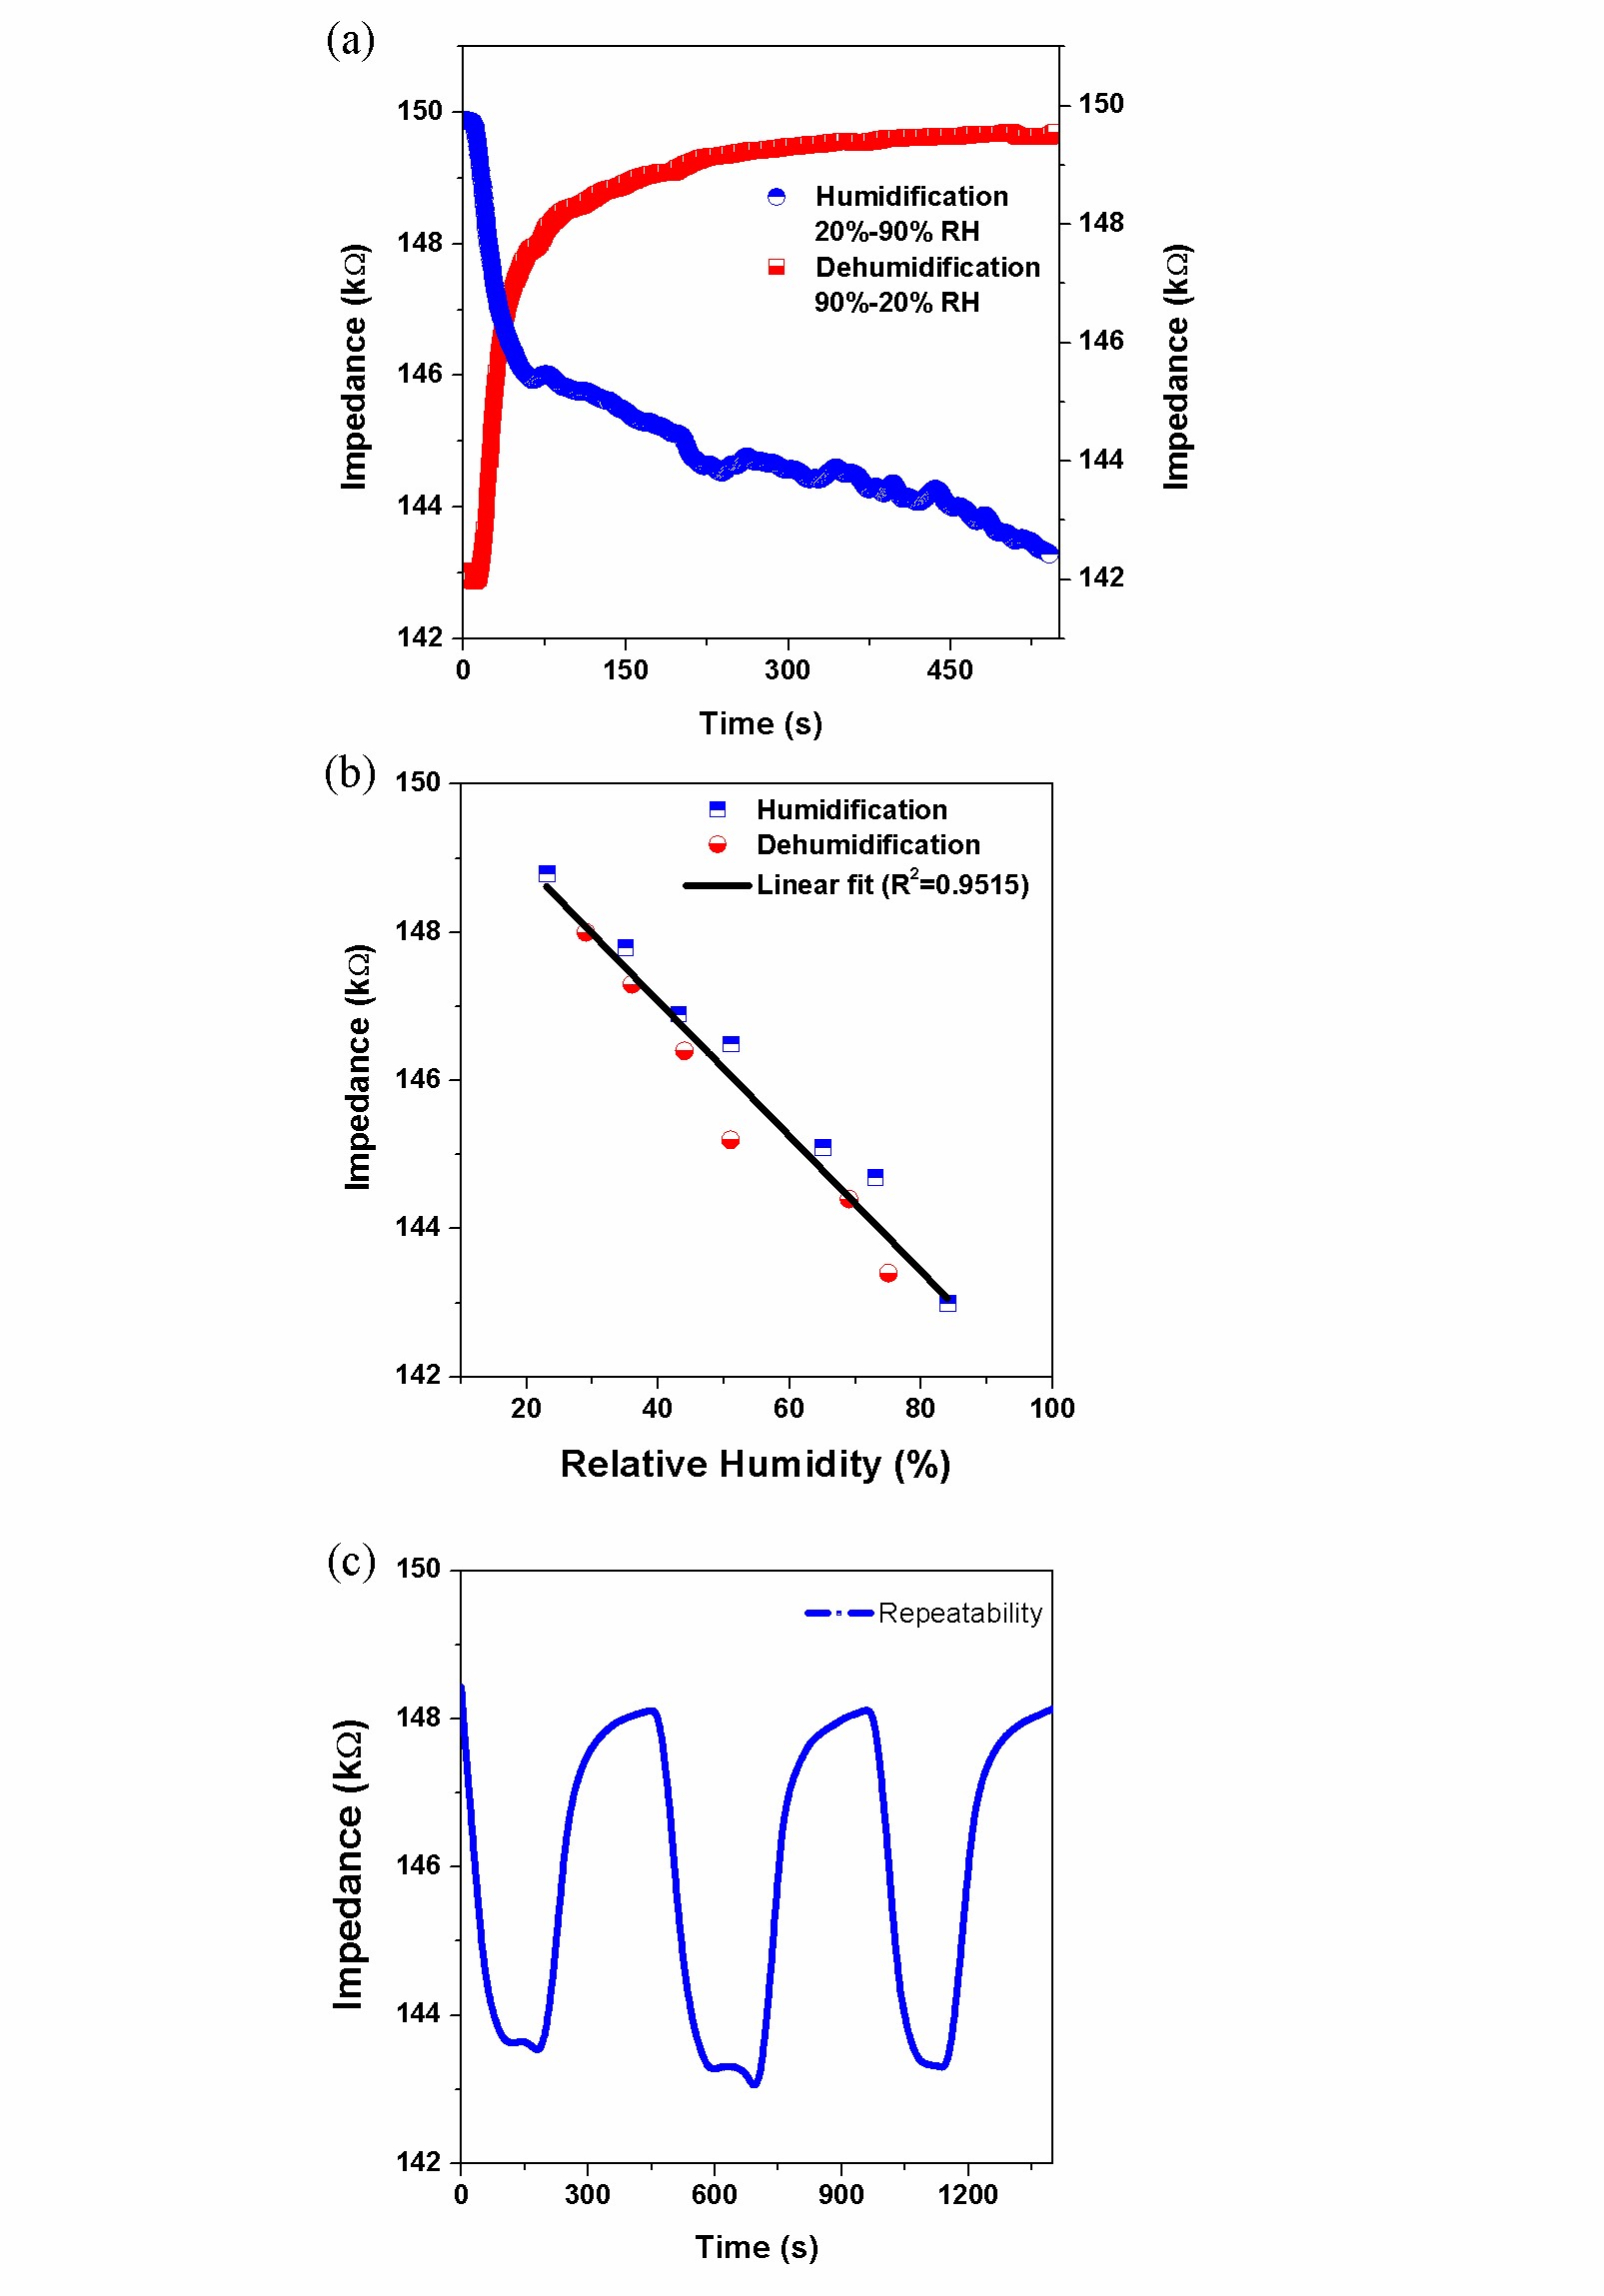 (a)
150
148
146
144
142
Impedance (kΩ)
150
148
146
144
142
Impedance (kΩ)
Humidification
20%-90% RH
Dehumidification
90%-20% RH
0 150 300 450
Time (s)
(b)
150
148
146
144
142
Impedance (kΩ)
Humidification
Dehumidification
Linear fit (R²=0.9515)
20 40 60 80 100
Relative Humidity (%)
(c)
150
148
146
144
142
Impedance (kΩ)
Repeatability
0 300 600 900 1200
Time (s)